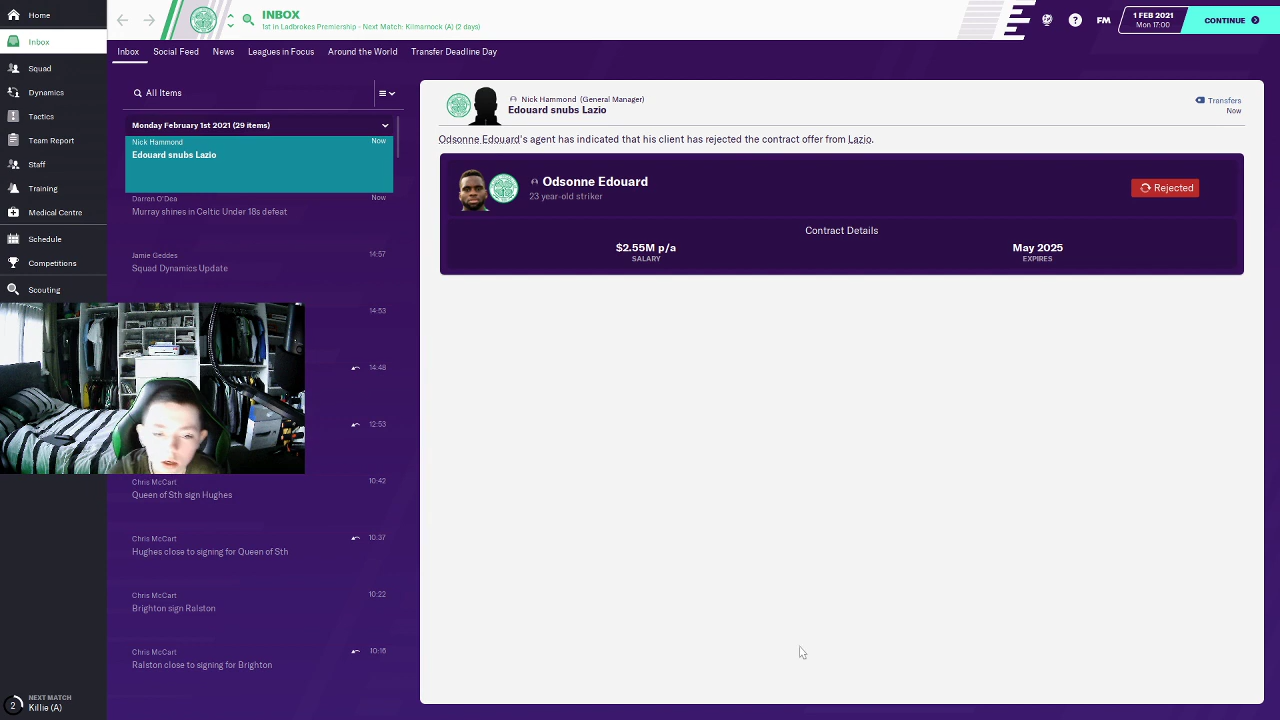 Home
Inbox
Squad
Dynamics
Tactics
Team Report
Staff
Training
Medical Centre
Schedule
Competitions
Scouting
NEXT MATCH
2
Killie (A)
INBOX
1st in Ladbrokes Premiership - Next Match: Kilmarnock (A) (2 days)
?
FM
1 FEB 2021
Mon 17:00
CONTINUE
Inbox
Social Feed
News
Leagues in Focus
Around the World
Transfer Deadline Day
All Items
Monday February 1st 2021 (29 items)
Nick Hammond
Now
Edouard snubs Lazio
Darren O'Dea
Now
Murray shines in Celtic Under 18s defeat
Jamie Geddes
14:57
Squad Dynamics Update
14:53
14:48
12:53
Chris McCart
10:42
Queen of Sth sign Hughes
Chris McCart
10:37
Hughes close to signing for Queen of Sth
Chris McCart
10:22
Brighton sign Ralston
Chris McCart
10:16
Ralston close to signing for Brighton
Nick Hammond (General Manager)
Edouard snubs Lazio
Transfers
Now
Odsonne Edouard's agent has indicated that his client has rejected the contract offer from Lazio.
Odsonne Edouard
23 year-old striker
Rejected
Contract Details
$2.55M p/a
SALARY
May 2025
EXPIRES